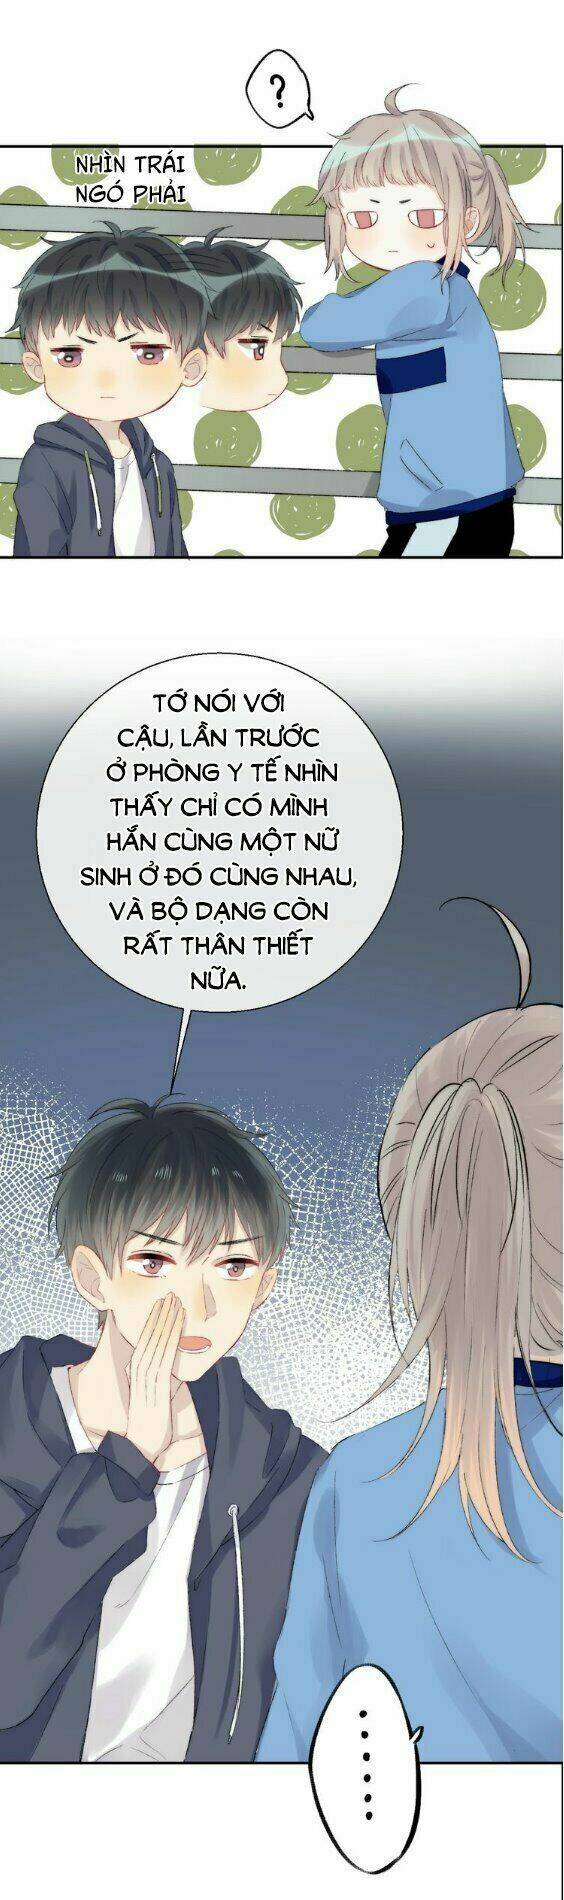 ?
NHÌN TRÁI
NGÓ PHẢI
TỚ NÓI VỚI
CẬU, LẦN TRƯỚC
Ở PHÒNG Y TẾ NHÌN
THẤY CHỈ CÓ MÌNH
HẮN CÙNG MỘT NỮ
SINH Ở ĐÓ CÙNG NHAU,
VÀ BỘ DẠNG CÒN
RẤT THÂN THIẾT
NỮA.
......